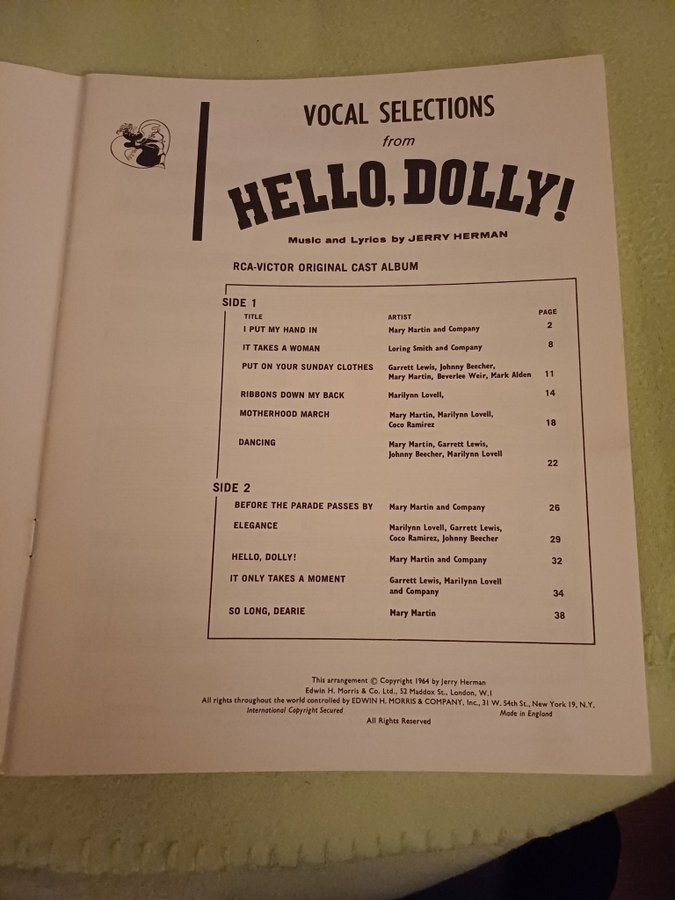 VOCAL SELECTIONS
from
HELLO, DOLLY!
Music and Lyrics by JERRY HERMAN
RCA-VICTOR ORIGINAL CAST ALBUM
SIDE 1
TITLE ARTIST PAGE
I PUT MY HAND IN Mary Martin and Company 2
IT TAKES A WOMAN Loring Smith and Company 8
PUT ON YOUR SUNDAY CLOTHES Garrett Lewis, Johnny Beecher,
Mary Martin, Beverlee Weir, Mark Alden 11
RIBBONS DOWN MY BACK Marilynn Lovell, 14
MOTHERHOOD MARCH Mary Martin, Marilynn Lovell,
Coco Ramirez 18
DANCING Mary Martin, Garrett Lewis,
Johnny Beecher, Marilynn Lovell
22
SIDE 2
BEFORE THE PARADE PASSES BY Mary Martin and Company 26
ELEGANCE Marilynn Lovell, Garrett Lewis,
Coco Ramirez, Johnny Beecher 29
HELLO, DOLLY! Mary Martin and Company 32
IT ONLY TAKES A MOMENT Garrett Lewis, Marilynn Lovell
and Company 34
SO LONG, DEARIE Mary Martin 38
This arrangement © Copyright 1964 by Jerry Herman
Edwin H. Morris & Co. Ltd., 52 Maddox St., London, W.1
All rights throughout the world controlled by EDWIN H. MORRIS & COMPANY, Inc., 31 W. 54th St., New York 19, N.Y.
International Copyright Secured Made in England
All Rights Reserved